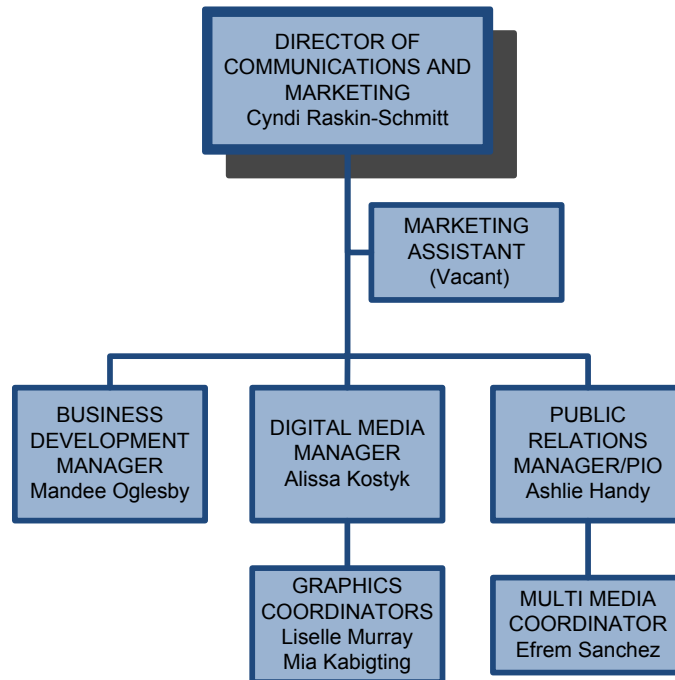 DIRECTOR OF
COMMUNICATIONS AND
MARKETING
Cyndi Raskin-Schmitt
MARKETING
ASSISTANT
(Vacant)
BUSINESS
DEVELOPMENT
MANAGER
Mandee Oglesby
DIGITAL MEDIA
MANAGER
Alissa Kostyk
PUBLIC
RELATIONS
MANAGER/PIO
Ashlie Handy
GRAPHICS
COORDINATORS
Liselle Murray
Mia Kabigting
MULTI MEDIA
COORDINATOR
Efrem Sanchez